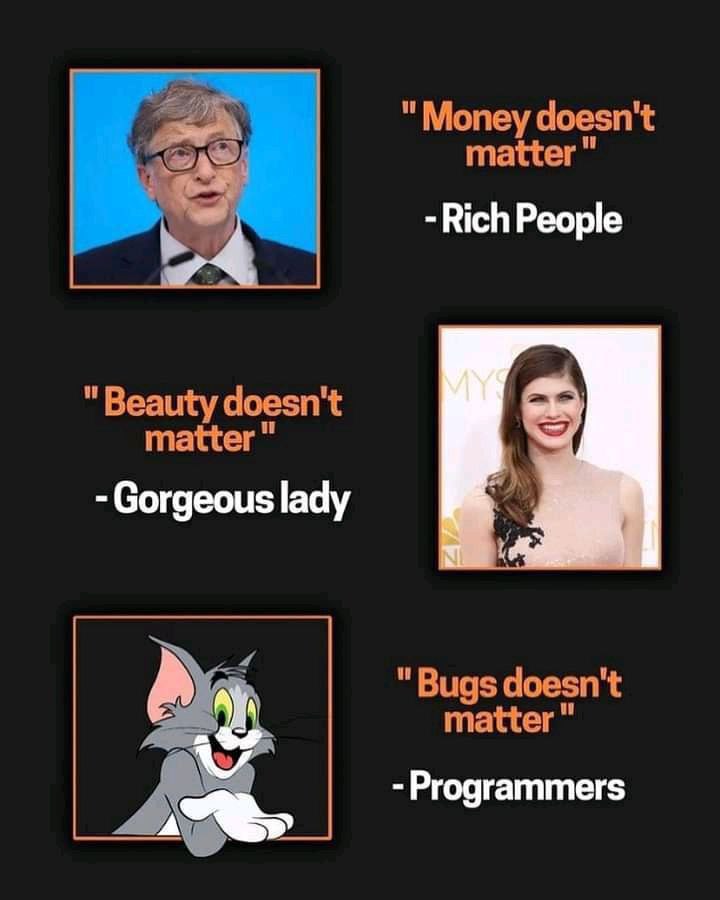 "Money doesn't
matter"
- Rich People
MYS
"Beauty doesn't
matter"
- Gorgeous lady
"Bugs doesn't
matter"
- Programmers